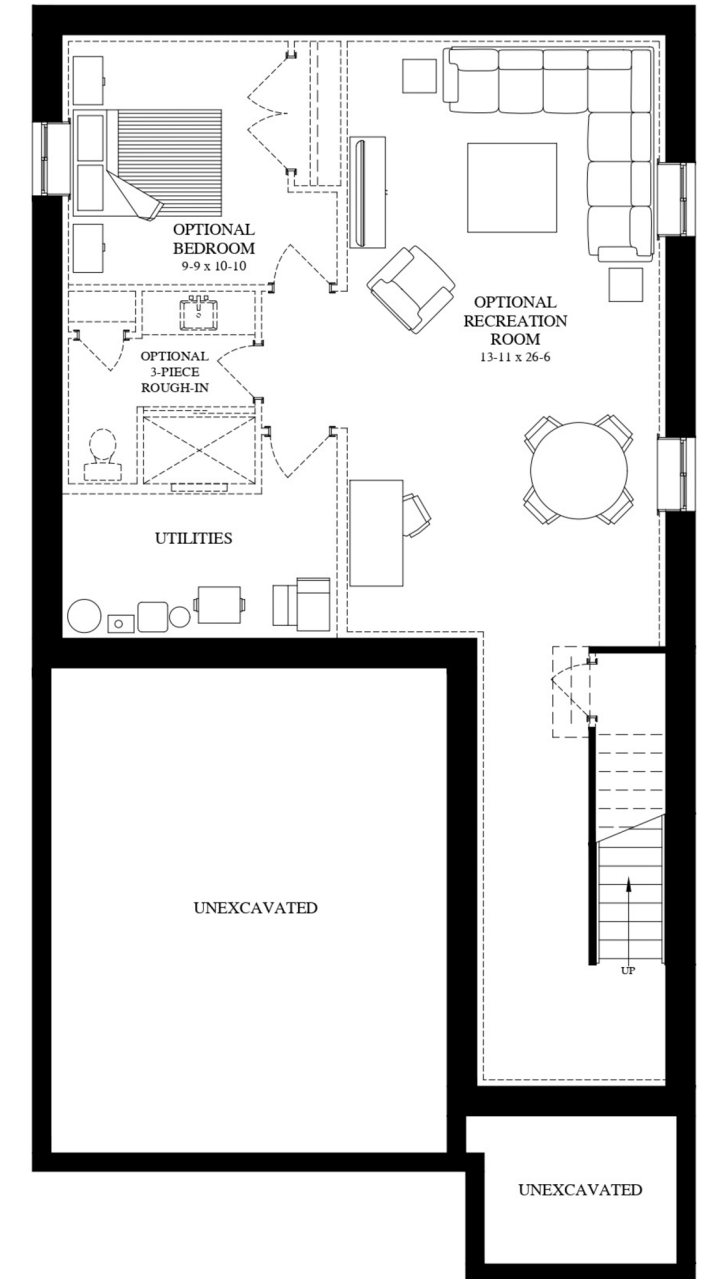 OPTIONAL
BEDROOM
9-9 x 10-10
OPTIONAL
RECREATION
ROOM
13-11 x 26-6
OPTIONAL
3-PIECE
ROUGH-IN
UTILITIES
UNEXCAVATED
UP
UNEXCAVATED